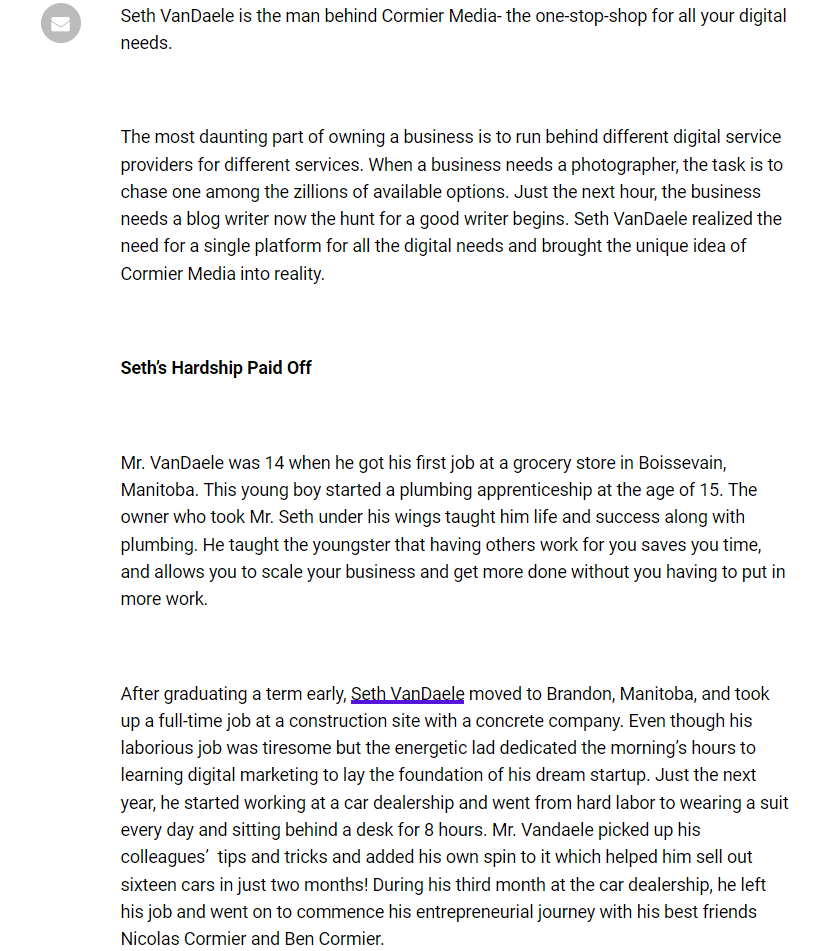 Seth VanDaele is the man behind Cormier Media- the one-stop-shop for all your digital
needs.
The most daunting part of owning a business is to run behind different digital service
providers for different services. When a business needs a photographer, the task is to
chase one among the zillions of available options. Just the next hour, the business
needs a blog writer now the hunt for a good writer begins. Seth VanDaele realized the
need for a single platform for all the digital needs and brought the unique idea of
Cormier Media into reality.
Seth’s Hardship Paid Off
Mr. VanDaele was 14 when he got his first job at a grocery store in Boissevain,
Manitoba. This young boy started a plumbing apprenticeship at the age of 15. The
owner who took Mr. Seth under his wings taught him life and success along with
plumbing. He taught the youngster that having others work for you saves you time,
and allows you to scale your business and get more done without you having to put in
more work.
After graduating a term early, Seth VanDaele moved to Brandon, Manitoba, and took
up a full-time job at a construction site with a concrete company. Even though his
laborious job was tiresome but the energetic lad dedicated the morning’s hours to
learning digital marketing to lay the foundation of his dream startup. Just the next
year, he started working at a car dealership and went from hard labor to wearing a suit
every day and sitting behind a desk for 8 hours. Mr. Vandaele picked up his
colleagues’  tips and tricks and added his own spin to it which helped him sell out
sixteen cars in just two months! During his third month at the car dealership, he left
his job and went on to commence his entrepreneurial journey with his best friends
Nicolas Cormier and Ben Cormier.